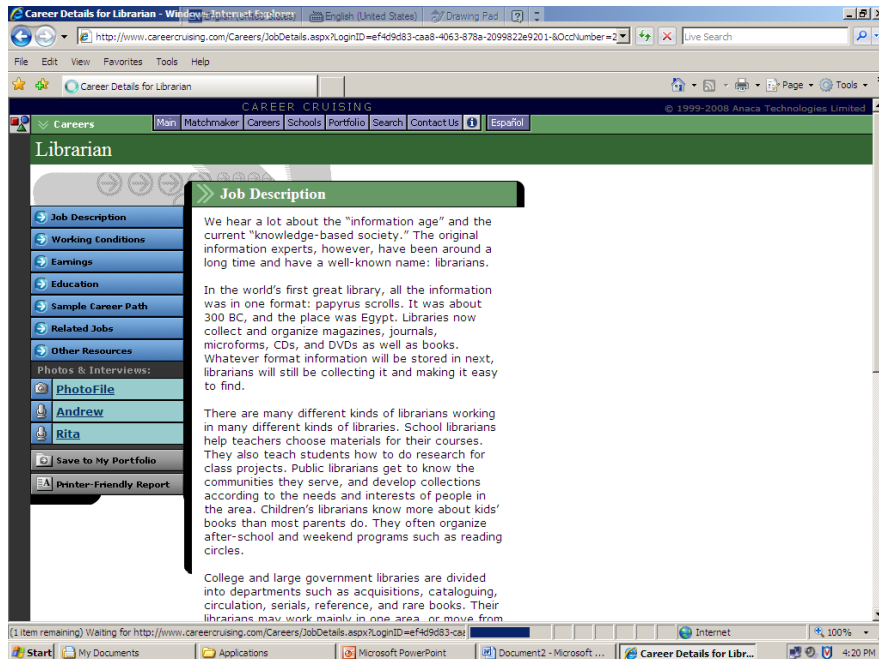 Career Details for Librarian - Windows Internet Explorer
English (United States)
Drawing Pad
http://www.careercruising.com/Careers/JobDetails.aspx?LoginID=ef4d9d83-caa8-4063-878a-2099822e9201-&OccNumber=2
Live Search
File Edit View Favorites Tools Help
Career Details for Librarian
Page Tools
CAREER CRUISING
© 1999-2008 Anaca Technologies Limited
Careers
Main Matchmaker Careers Schools Portfolio Search Contact Us Español
Librarian
Job Description
Working Conditions
Earnings
Education
Sample Career Path
Related Jobs
Other Resources
Photos & Interviews:
PhotoFile
Andrew
Rita
Save to My Portfolio
Printer-Friendly Report
Job Description
We hear a lot about the “information age” and the
current “knowledge-based society.” The original
information experts, however, have been around a
long time and have a well-known name: librarians.
In the world’s first great library, all the information
was in one format: papyrus scrolls. It was about
300 BC, and the place was Egypt. Libraries now
collect and organize magazines, journals,
microforms, CDs, and DVDs as well as books.
Whatever format information will be stored in next,
librarians will still be collecting it and making it easy
to find.
There are many different kinds of librarians working
in many different kinds of libraries. School librarians
help teachers choose materials for their courses.
They also teach students how to do research for
class projects. Public librarians get to know the
communities they serve, and develop collections
according to the needs and interests of people in
the area. Children’s librarians know more about kids’
books than most parents do. They often organize
after-school and weekend programs such as reading
circles.
College and large government libraries are divided
into departments such as acquisitions, cataloguing,
circulation, serials, reference, and rare books. Their
librarians may work mainly in one area, or move from
(1 item remaining) Waiting for http://www.careercruising.com/Careers/JobDetails.aspx?LoginID=ef4d9d83-caa
Internet
100%
Start
My Documents
Applications
Microsoft PowerPoint
Document2 - Microsoft ...
Career Details for Libr...
4:20 PM